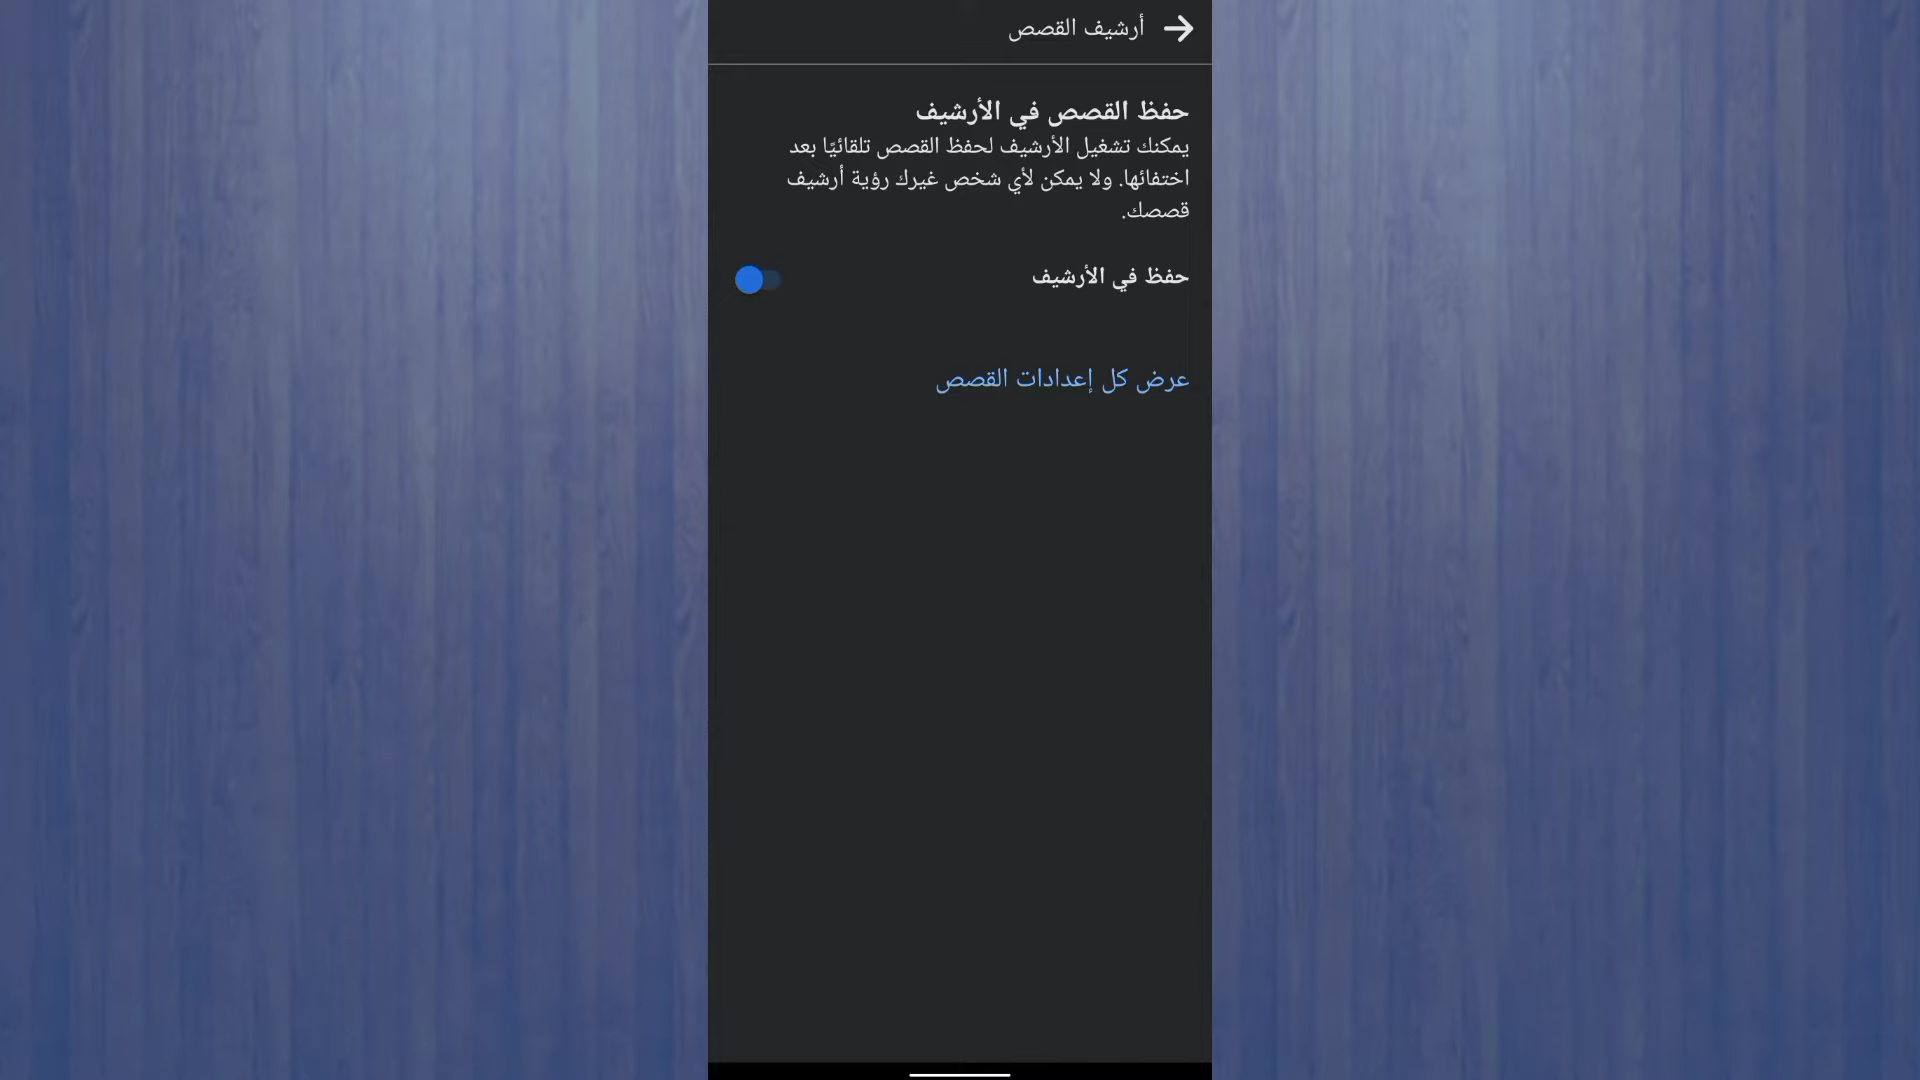 أرشيف القصص
حفظ القصص في الأرشيف
يمكنك تشغيل الأرشيف لحفظ القصص تلقائيًا بعد
اختفائها. ولا يمكن لأي شخص غيرك رؤية أرشيف
قصصك.
حفظ في الأرشيف
عرض كل إعدادات القصص